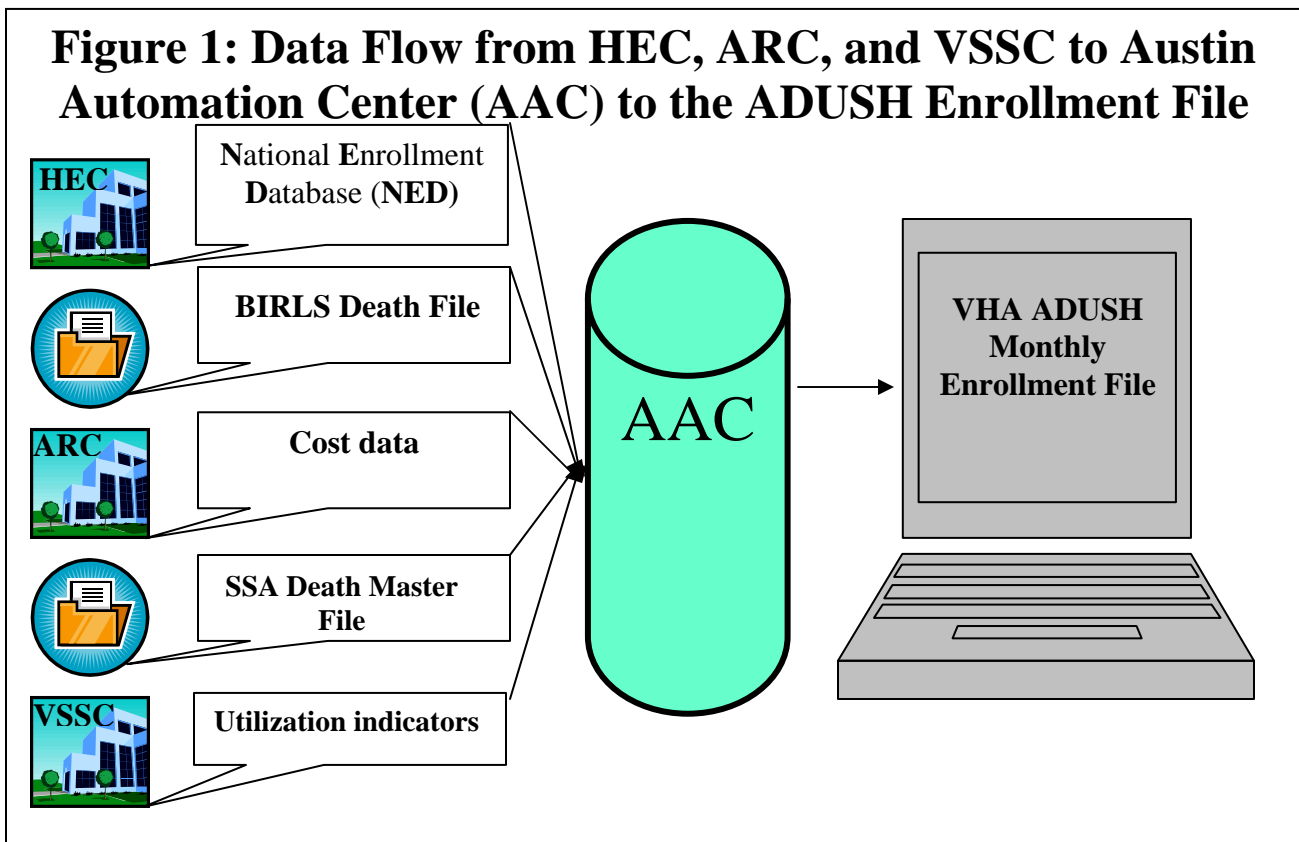 Figure 1: Data Flow from HEC, ARC, and VSSC to Austin
Automation Center (AAC) to the ADUSH Enrollment File
HEC
National Enrollment
Database (NED)
BIRLS Death File
ARC
Cost data
SSA Death Master
File
VSSC
Utilization indicators
AAC
VHA ADUSH
Monthly
Enrollment File